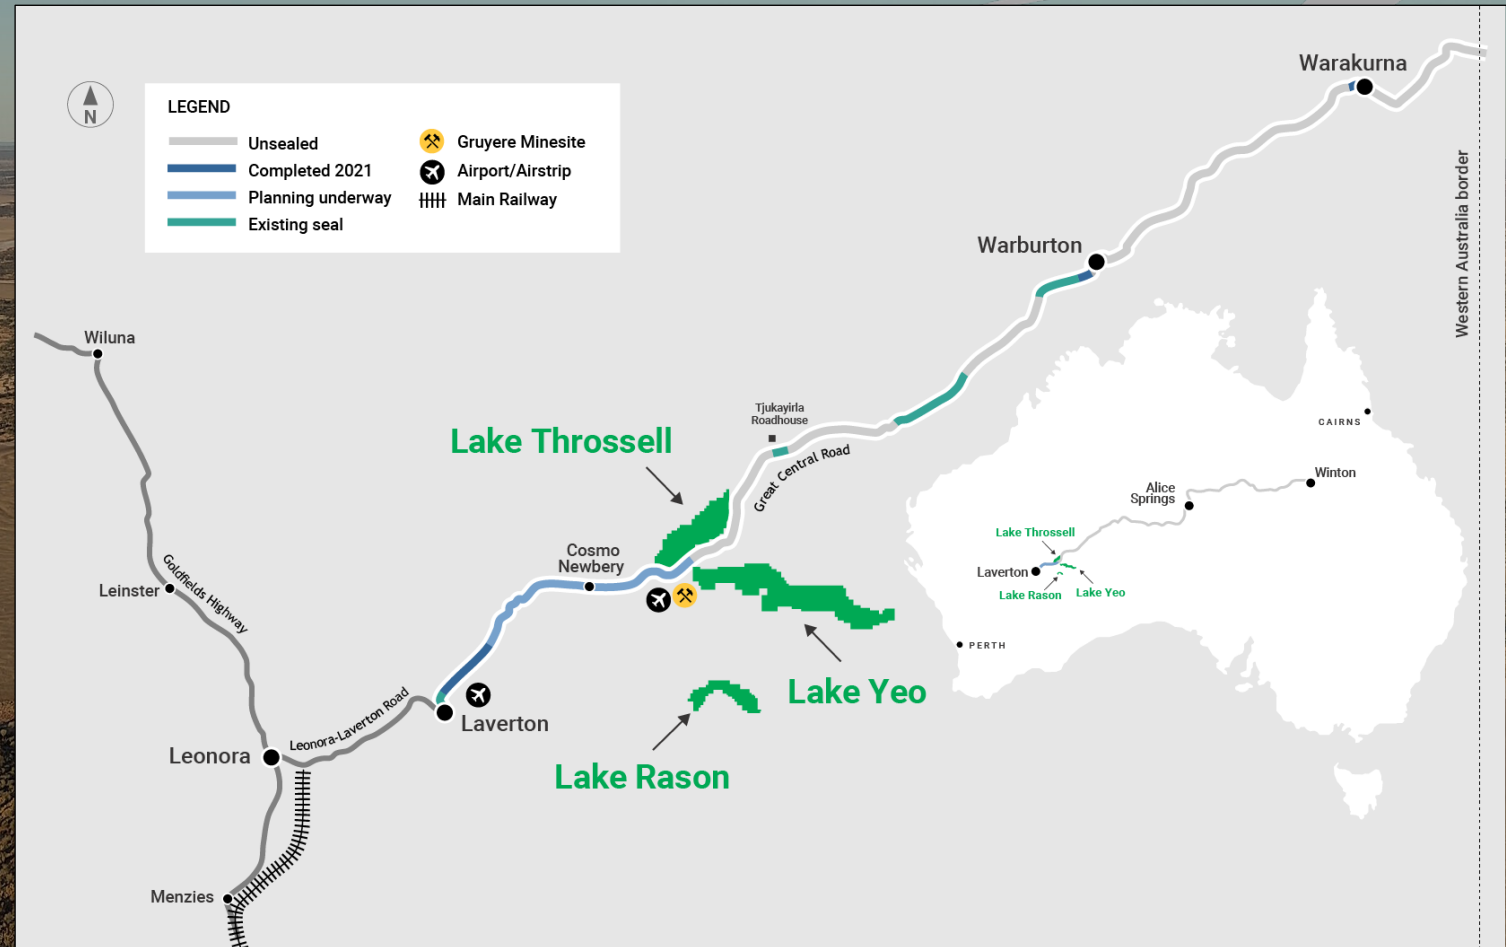 N
LEGEND
Unsealed
Completed 2021
Planning underway
Existing seal
Gruyere Minesite
Airport/Airstrip
Main Railway
Warakurna
Western Australia border
Warburton
Wiluna
Tjukayirla
Roadhouse
Great Central Road
Lake Throssell
Cosmo
Newbery
Leinster
Goldfields Highway
Lake Yeo
Laverton
Leonora-Laverton Road
Leonora
Lake Rason
Menzies
CAIRNS
Winton
Alice
Springs
Lake Throssell
Laverton
Lake Rason
Lake Yeo
PERTH